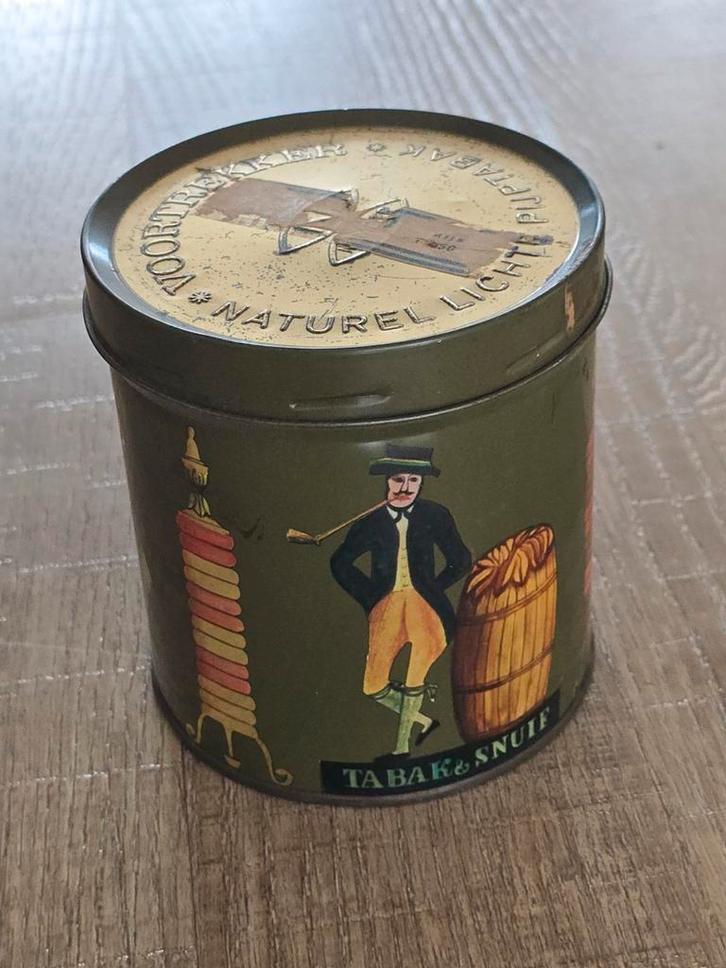 VOORTREKKER * NATUREL LICHTE PIJPTABAK *
TABAK & SNUIF